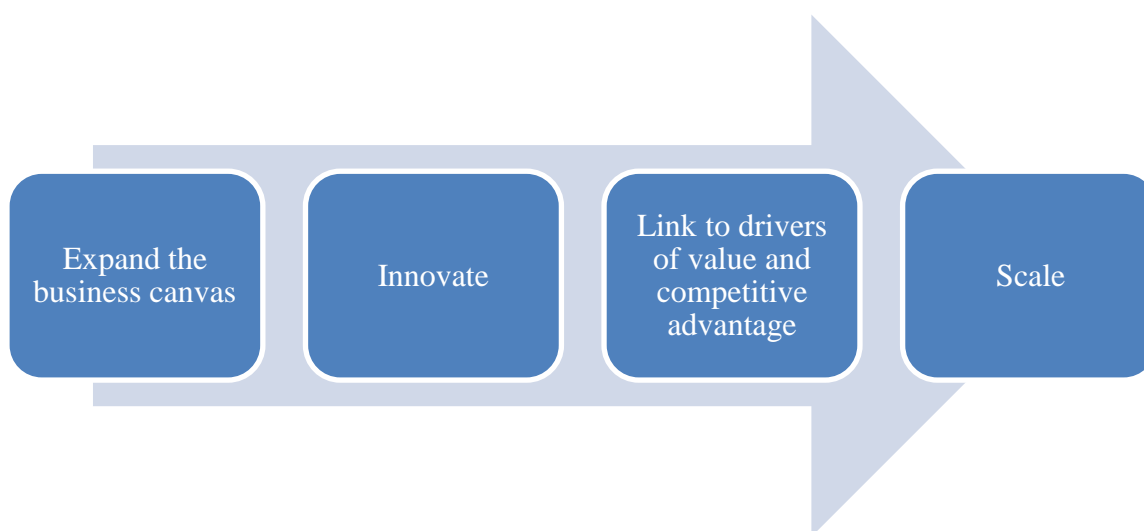 Expand the
business canvas
Innovate
Link to drivers
of value and
competitive
advantage
Scale